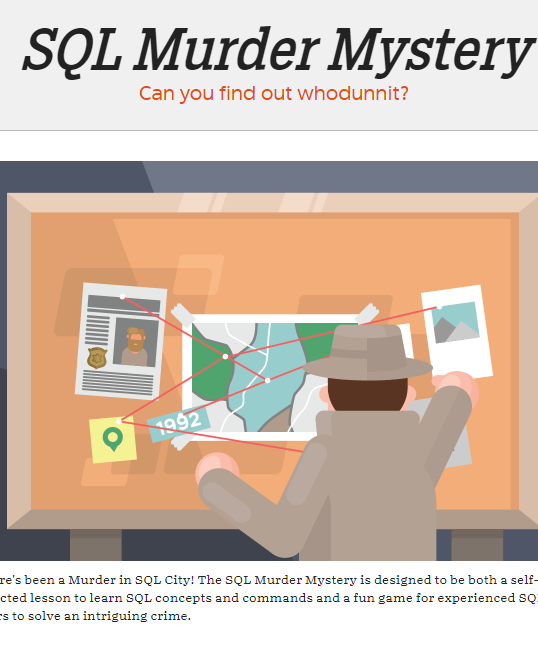 SQL Murder Mystery
Can you find out whodunnit?
1992
re's been a Murder in SQL City! The SQL Murder Mystery is designed to be both a self-
cted lesson to learn SQL concepts and commands and a fun game for experienced SQ
rs to solve an intriguing crime.